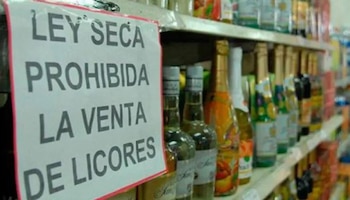 LEY SECA
PROHIBIDA
LA VENTA
DE LICORES